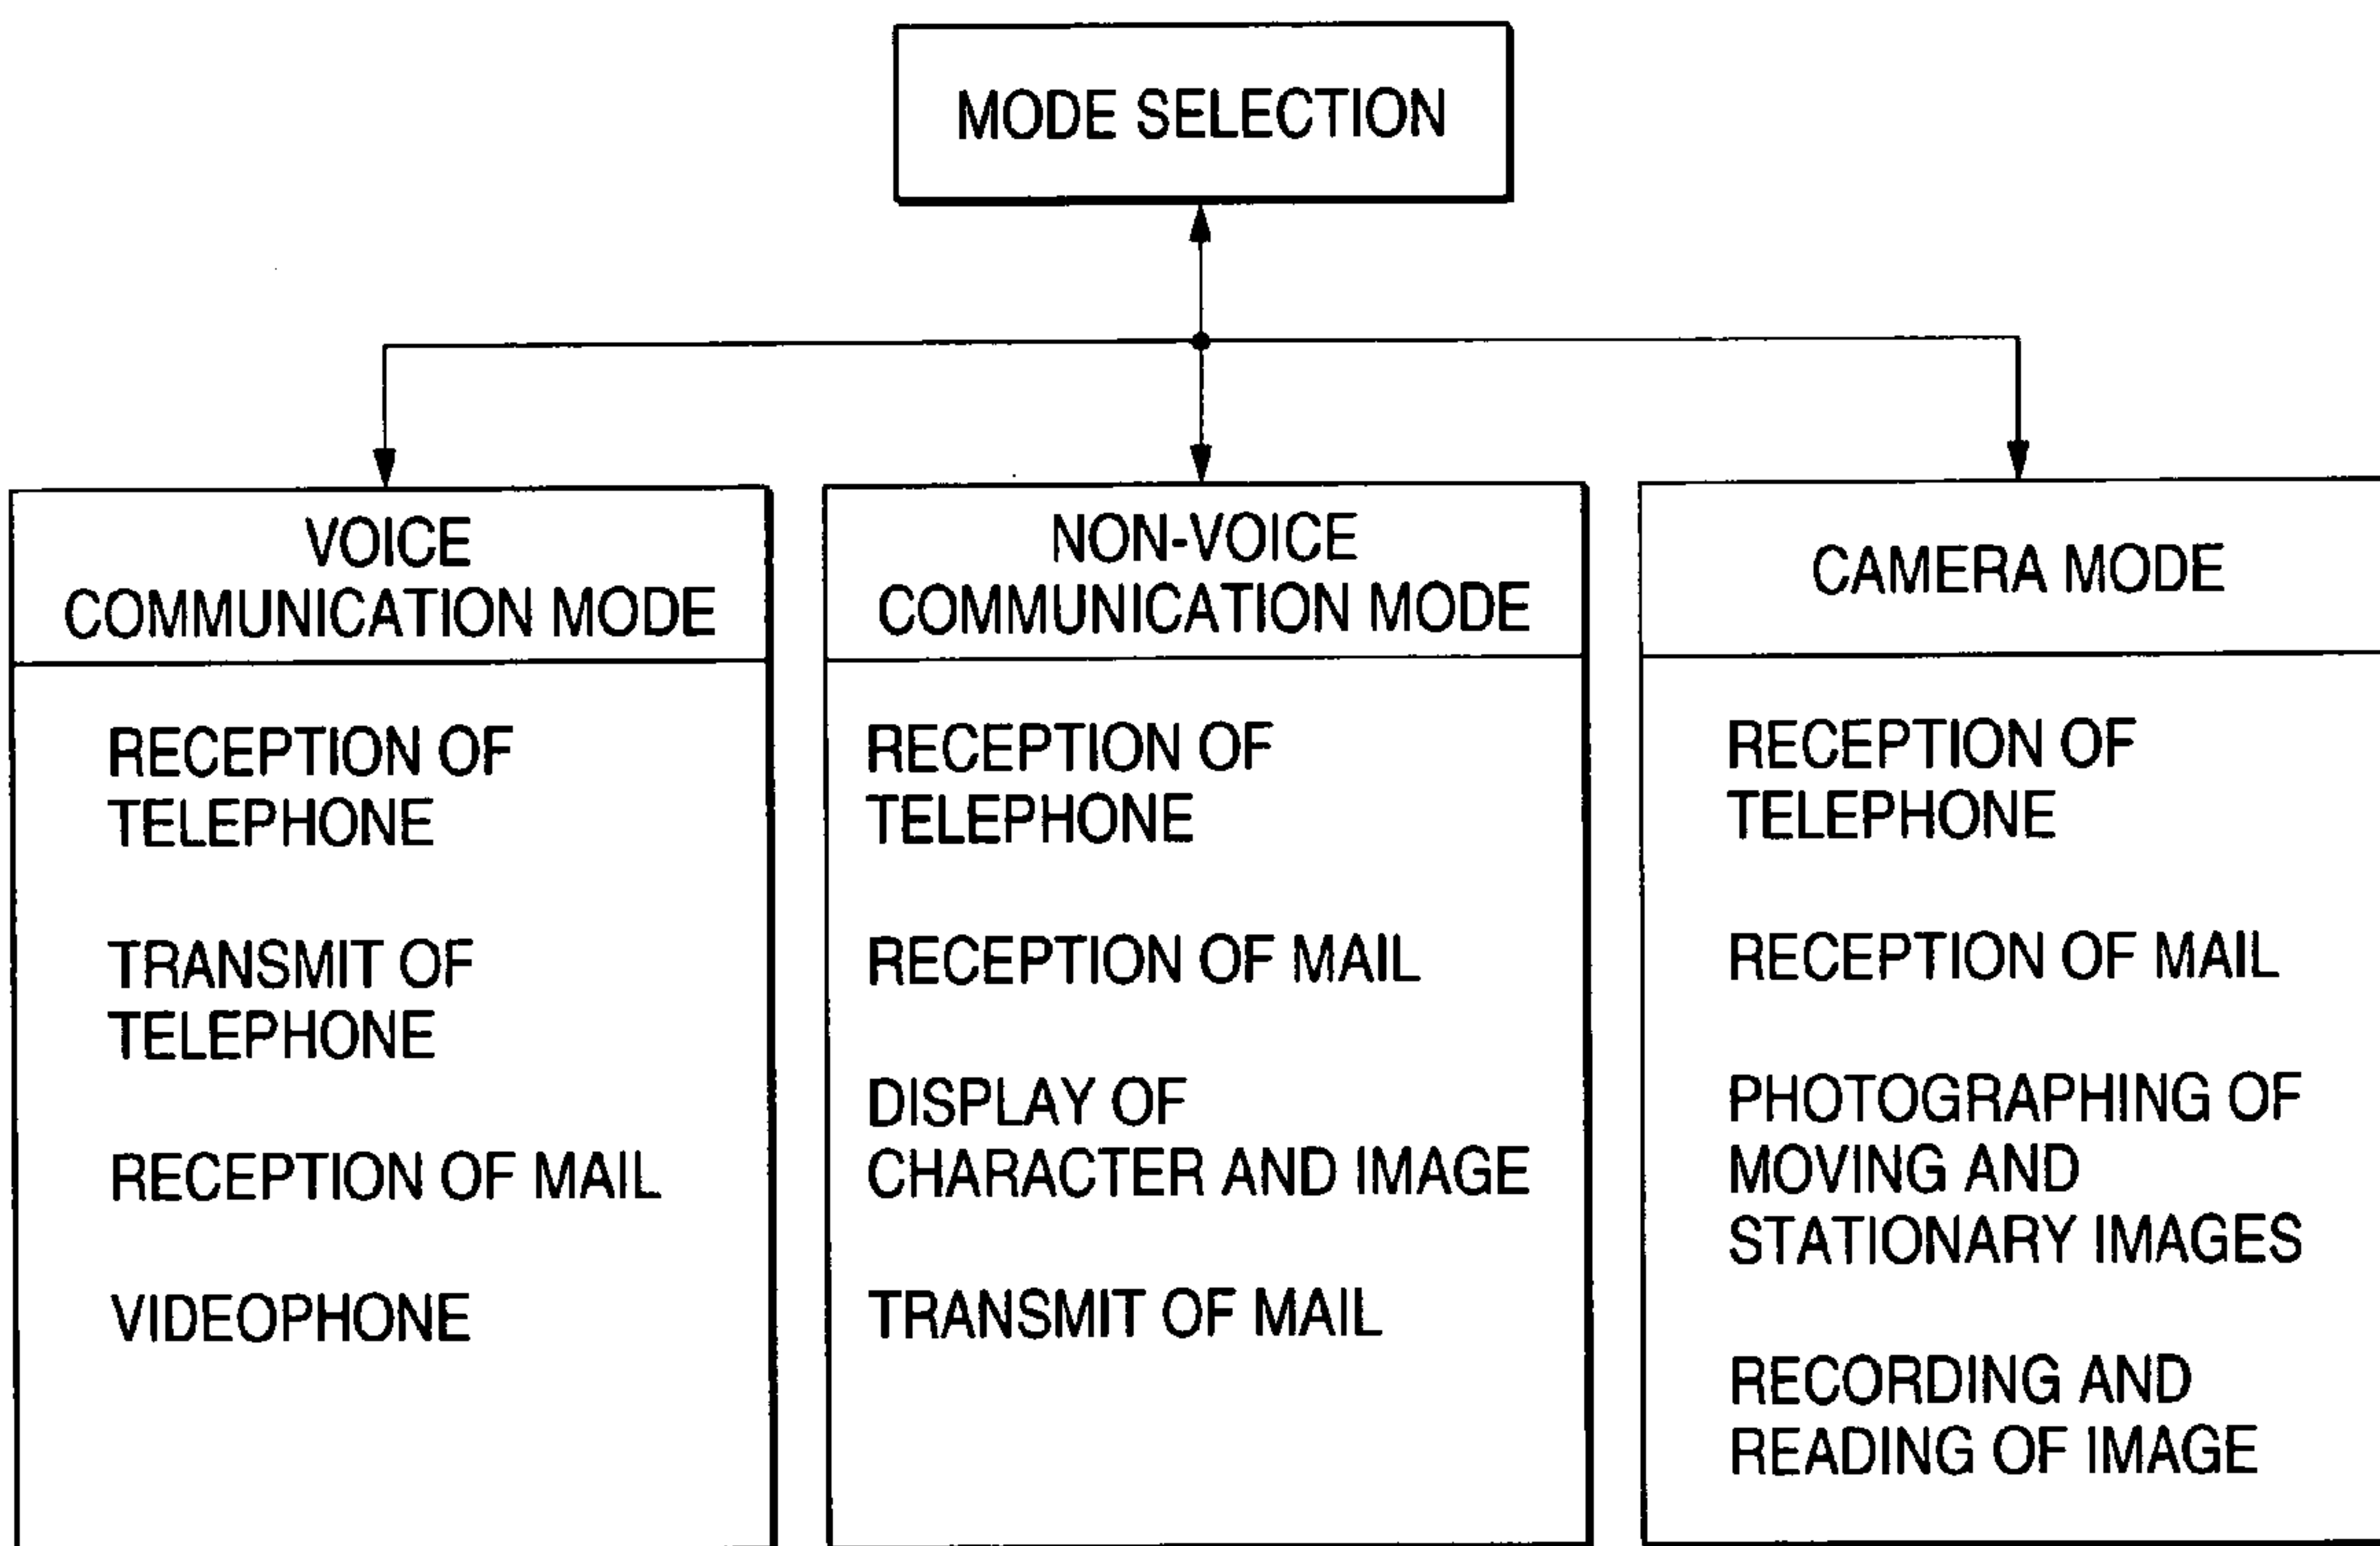 MODE SELECTION
VOICE
COMMUNICATION MODE
RECEPTION OF
TELEPHONE
TRANSMIT OF
TELEPHONE
RECEPTION OF MAIL
VIDEOPHONE
NON-VOICE
COMMUNICATION MODE
RECEPTION OF
TELEPHONE
RECEPTION OF MAIL
DISPLAY OF
CHARACTER AND IMAGE
TRANSMIT OF MAIL
CAMERA MODE
RECEPTION OF
TELEPHONE
RECEPTION OF MAIL
PHOTOGRAPHING OF
MOVING AND
STATIONARY IMAGES
RECORDING AND
READING OF IMAGE